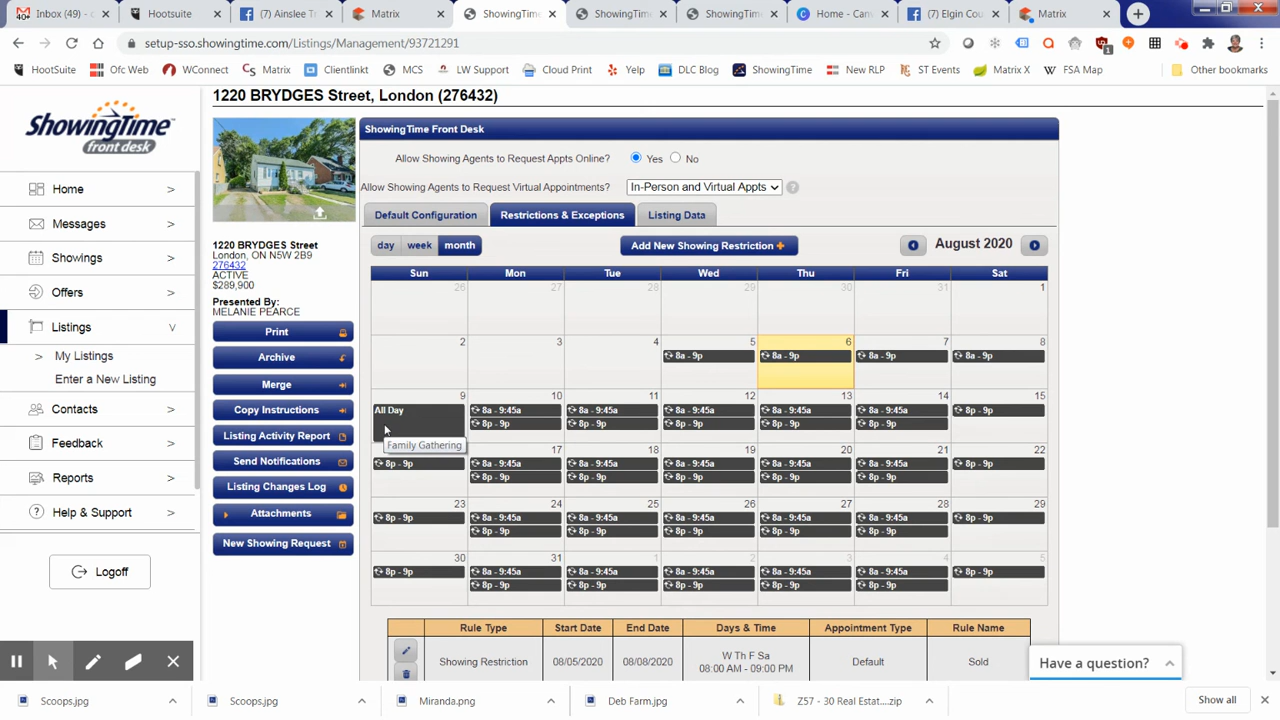 Inbox (49) - c
Hootsuite
(7) Ainslee Tr
Matrix
ShowingTim
ShowingTim
ShowingTim
Home - Canv
(7) Elgin Cou
Matrix
setup-sso.showingtime.com/Listings/Management/93721291
HootSuite
Ofc Web
WConnect
Matrix
Clientlinkt
MCS
LW Support
Cloud Print
Yelp
DLC Blog
ShowingTime
New RLP
ST Events
Matrix X
FSA Map
Other bookmarks
1220 BRYDGES Street, London (276432)
ShowingTime
front desk
Home >
Messages >
Showings >
Offers >
Listings V
> My Listings
Enter a New Listing
Contacts >
Feedback >
Reports >
? Help & Support >
Logoff
1220 BRYDGES Street
London, ON N5W 2B9
276432
ACTIVE
$289,900
Presented By:
MELANIE PEARCE
Print
Archive
Merge
Copy Instructions
Listing Activity Report
Send Notifications
Listing Changes Log
Attachments
New Showing Request
ShowingTime Front Desk
Allow Showing Agents to Request Appts Online? Yes No
Allow Showing Agents to Request Virtual Appointments? In-Person and Virtual Appts ?
Default Configuration Restrictions & Exceptions Listing Data
day week month Add New Showing Restriction + August 2020
Sun Mon Tue Wed Thu Fri Sat
26 27 28 29 30 31 1
2 3 4 5 6 7 8
8a - 9p 8a - 9p 8a - 9p 8a - 9p
9 10 11 12 13 14 15
All Day 8a - 9:45a 8a - 9:45a 8a - 9:45a 8a - 9:45a 8a - 9:45a 8p - 9p
8p - 9p 8p - 9p 8p - 9p 8p - 9p 8p - 9p
Family Gathering
17 18 19 20 21 22
8p - 9p 8a - 9:45a 8a - 9:45a 8a - 9:45a 8a - 9:45a 8a - 9:45a 8p - 9p
8p - 9p 8p - 9p 8p - 9p 8p - 9p 8p - 9p
23 24 25 26 27 28 29
8p - 9p 8a - 9:45a 8a - 9:45a 8a - 9:45a 8a - 9:45a 8a - 9:45a 8p - 9p
8p - 9p 8p - 9p 8p - 9p 8p - 9p 8p - 9p
30 31 1 2 3 4 5
8p - 9p 8a - 9:45a 8a - 9:45a 8a - 9:45a 8a - 9:45a 8a - 9:45a 8p - 9p
8p - 9p 8p - 9p 8p - 9p 8p - 9p 8p - 9p
Rule Type Start Date End Date Days & Time Appointment Type Rule Name
Showing Restriction 08/05/2020 08/08/2020 W Th F Sa Default Sold
08:00 AM - 09:00 PM
Have a question?
Scoops.jpg
Scoops.jpg
Miranda.png
Deb Farm.jpg
Z57 - 30 Real Estat....zip
Show all